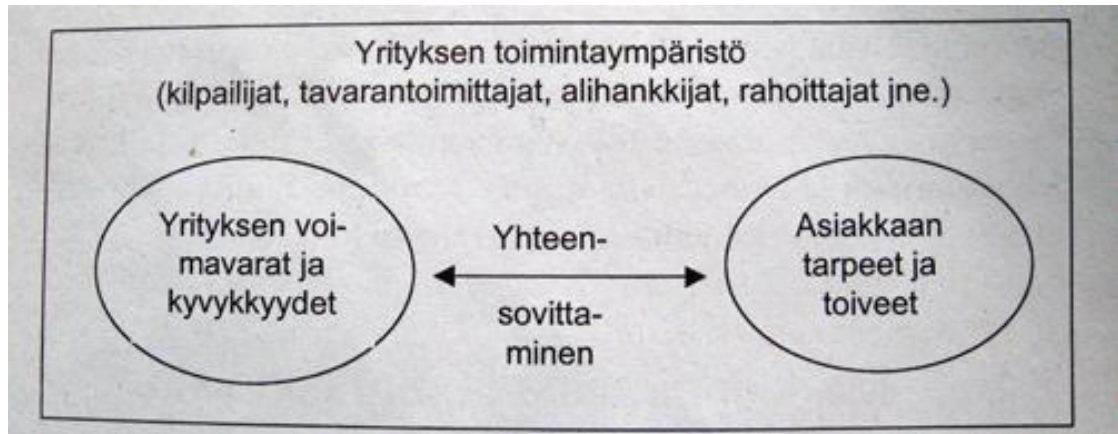 Yrityksen toimintaympäristö
(kilpailijat, tavarantoimittajat, alihankkijat, rahoittajat jne.)
Yrityksen voi-
mavarat ja
kyvykkyydet
Yhteen-
sovitta-
minen
Asiakkaan
tarpeet ja
toiveet